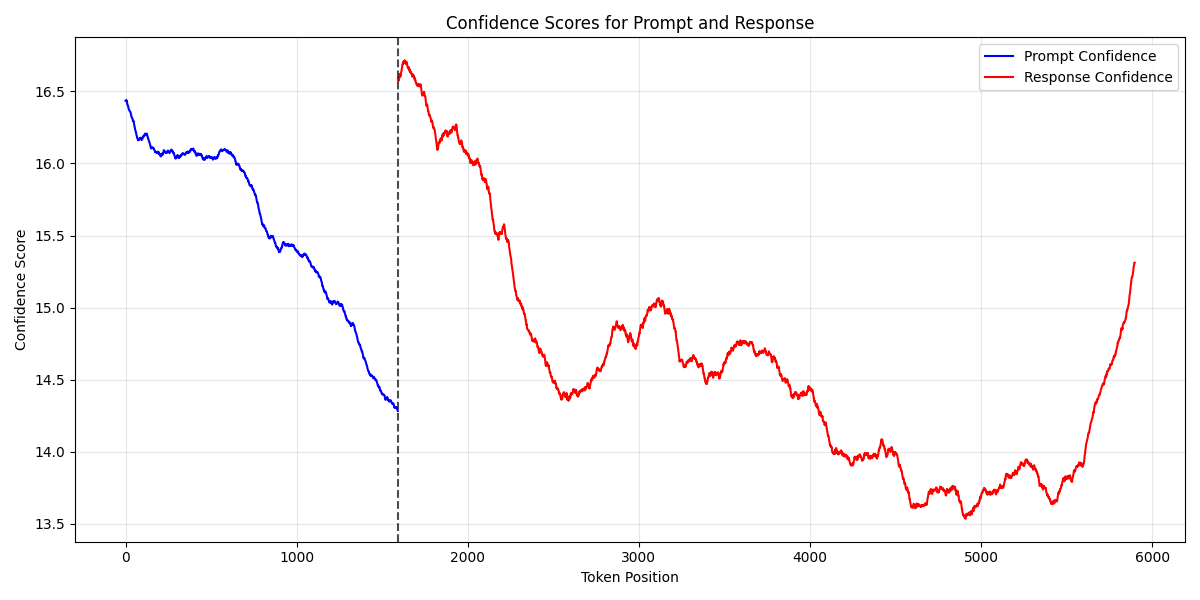 Confidence Scores for Prompt and Response
Prompt Confidence
Response Confidence
Confidence Score
16.5
16.0
15.5
15.0
14.5
14.0
13.5
0 1000 2000 3000 4000 5000 6000
Token Position